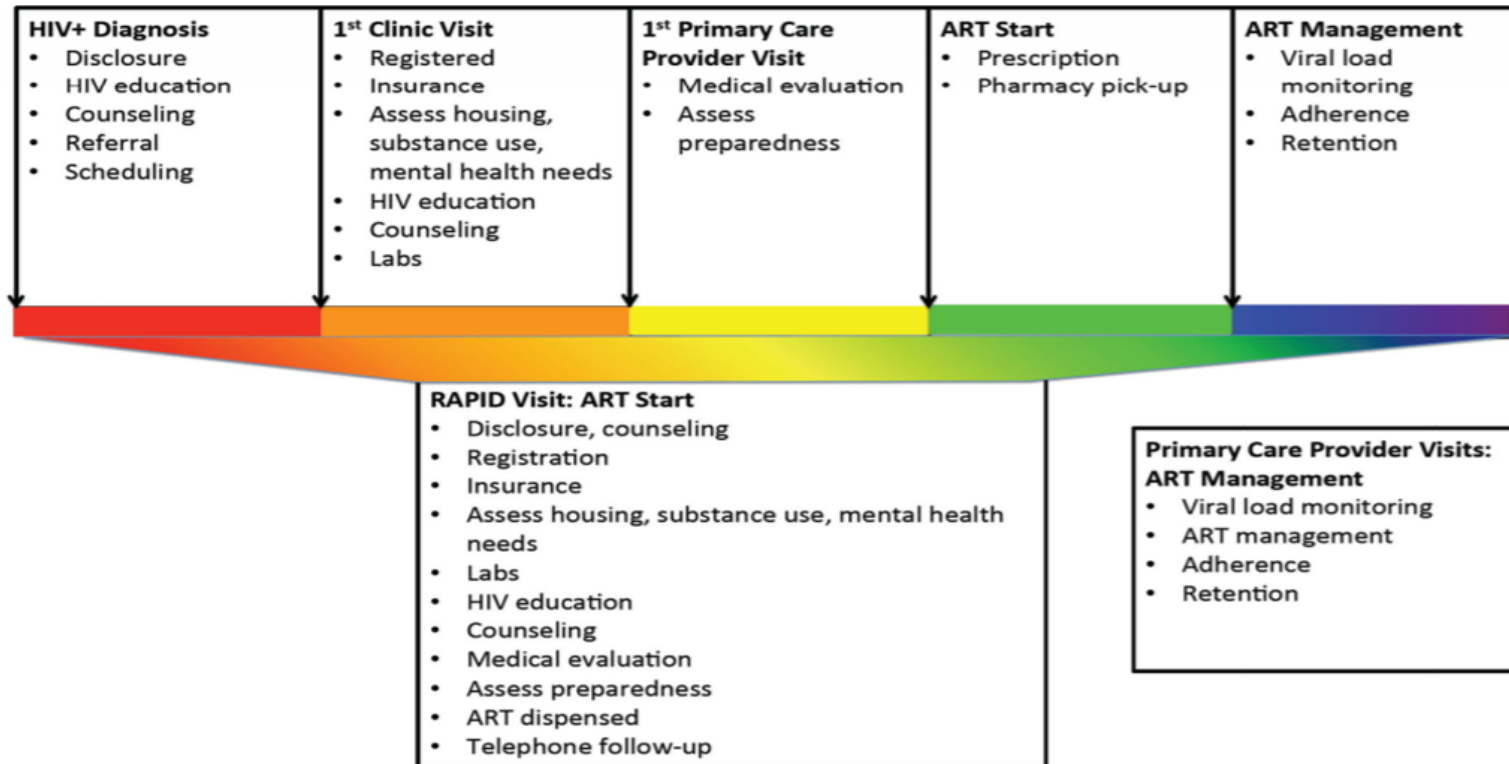 HIV+ Diagnosis
• Disclosure
• HIV education
• Counseling
• Referral
• Scheduling
1st Clinic Visit
• Registered
• Insurance
• Assess housing,
substance use,
mental health needs
• HIV education
• Counseling
• Labs
1st Primary Care
Provider Visit
• Medical evaluation
• Assess
preparedness
ART Start
• Prescription
• Pharmacy pick-up
ART Management
• Viral load
monitoring
• Adherence
• Retention
RAPID Visit: ART Start
• Disclosure, counseling
• Registration
• Insurance
• Assess housing, substance use, mental health
needs
• Labs
• HIV education
• Counseling
• Medical evaluation
• Assess preparedness
• ART dispensed
• Telephone follow-up
Primary Care Provider Visits:
ART Management
• Viral load monitoring
• ART management
• Adherence
• Retention